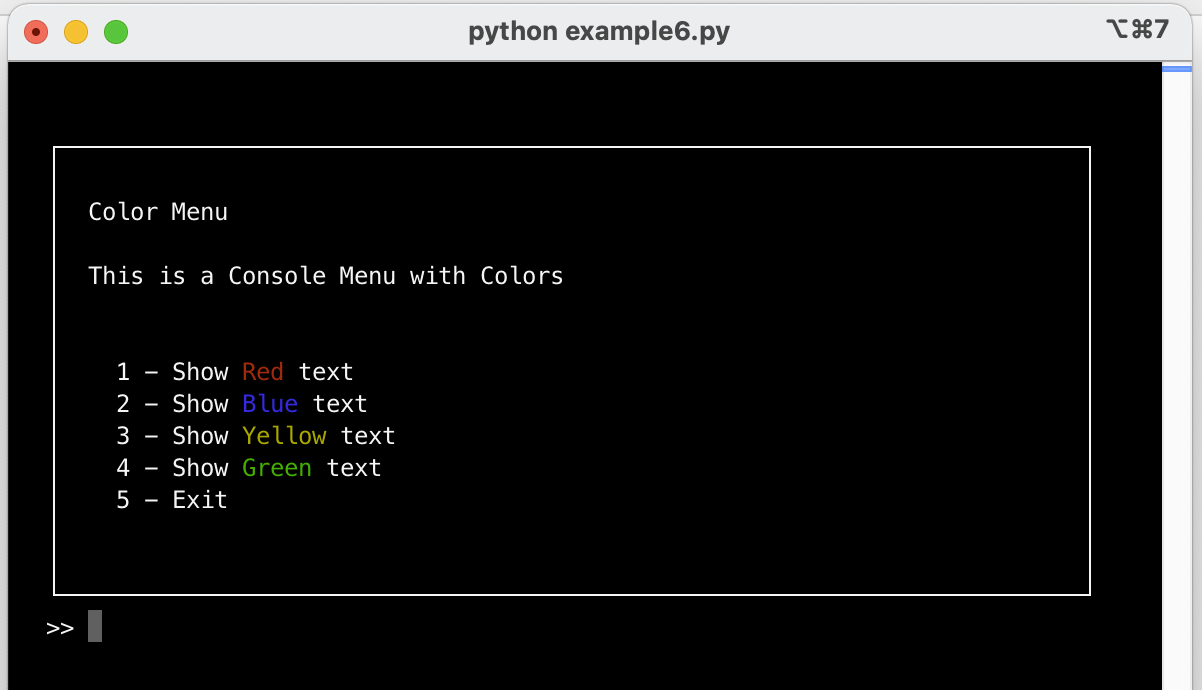 python example6.py
⌥⌘7
Color Menu
This is a Console Menu with Colors
1 - Show Red text
2 - Show Blue text
3 - Show Yellow text
4 - Show Green text
5 - Exit
>>